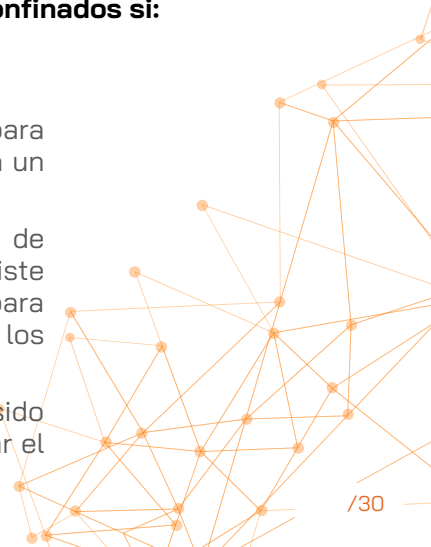 onfinados si:
para
un
de
iste
para
los
sido
r el
/30